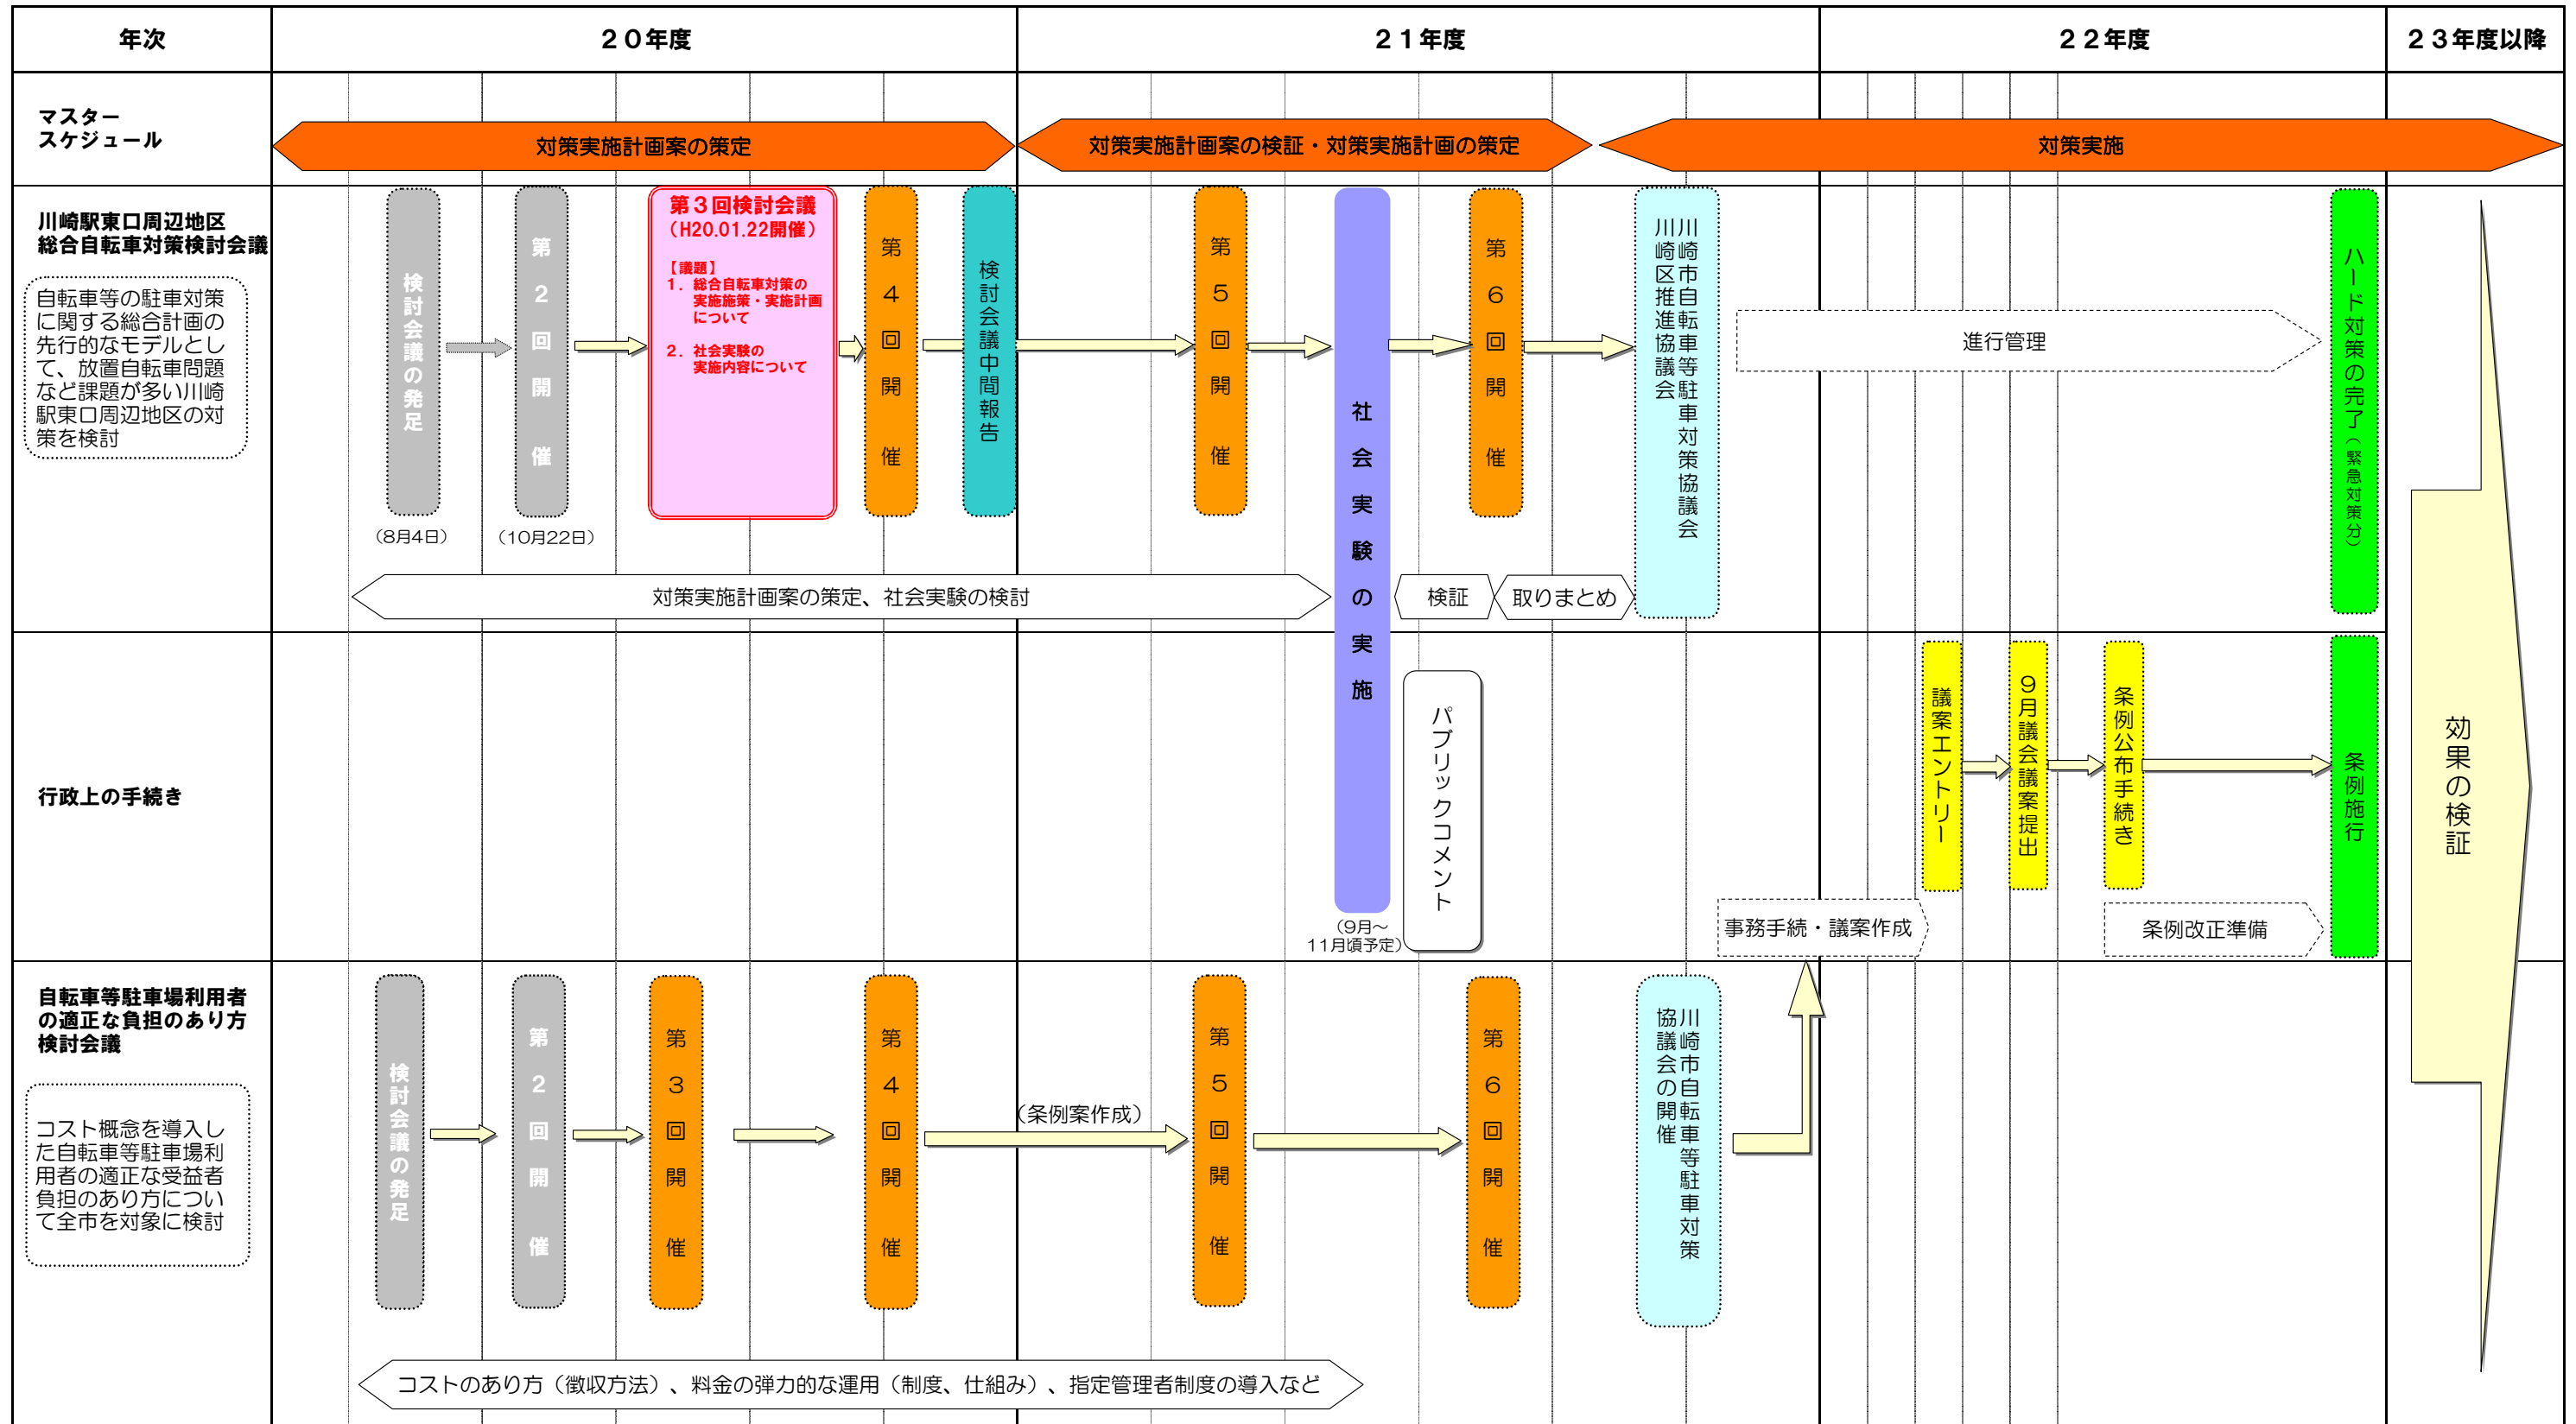 年次
２０年度
２１年度
２２年度
２３年度以降
マスター
スケジュール
対策実施計画案の策定
対策実施計画案の検証・対策実施計画の策定
対策実施
川崎駅東口周辺地区
総合自転車対策検討会議
自転車等の駐車対策
に関する総合計画の
先行的なモデルとし
て、放置自転車問題
など課題が多い川崎
駅東口周辺地区の対
策を検討
検討会議の発足
（8月4日）
第２回開催
（10月22日）
第３回検討会議
（H20.01.22開催）
【議題】
1．総合自転車対策の
実施施策・実施計画
について
2．社会実験の
実施内容について
第４回開催
検討会議中間報告
第５回開催
社会実験の実施
（9月～
11月頃予定）
第６回開催
川崎市自転車等駐車対策協議会
川崎区推進協議会
進行管理
ハード対策の完了（緊急対策分）
対策実施計画案の策定、社会実験の検討
検証
取りまとめ
行政上の手続き
パブリックコメント
事務手続・議案作成
議案エントリー
９月議会議案提出
条例公布手続き
条例改正準備
条例施行
効果の検証
自転車等駐車場利用者
の適正な負担のあり方
検討会議
コスト概念を導入し
た自転車等駐車場利
用者の適正な受益者
負担のあり方につい
て全市を対象に検討
検討会議の発足
第２回開催
第３回開催
第４回開催
（条例案作成）
第５回開催
第６回開催
川崎市自転車等駐車対策
協議会の開催
コストのあり方（徴収方法）、料金の弾力的な運用（制度、仕組み）、指定管理者制度の導入など